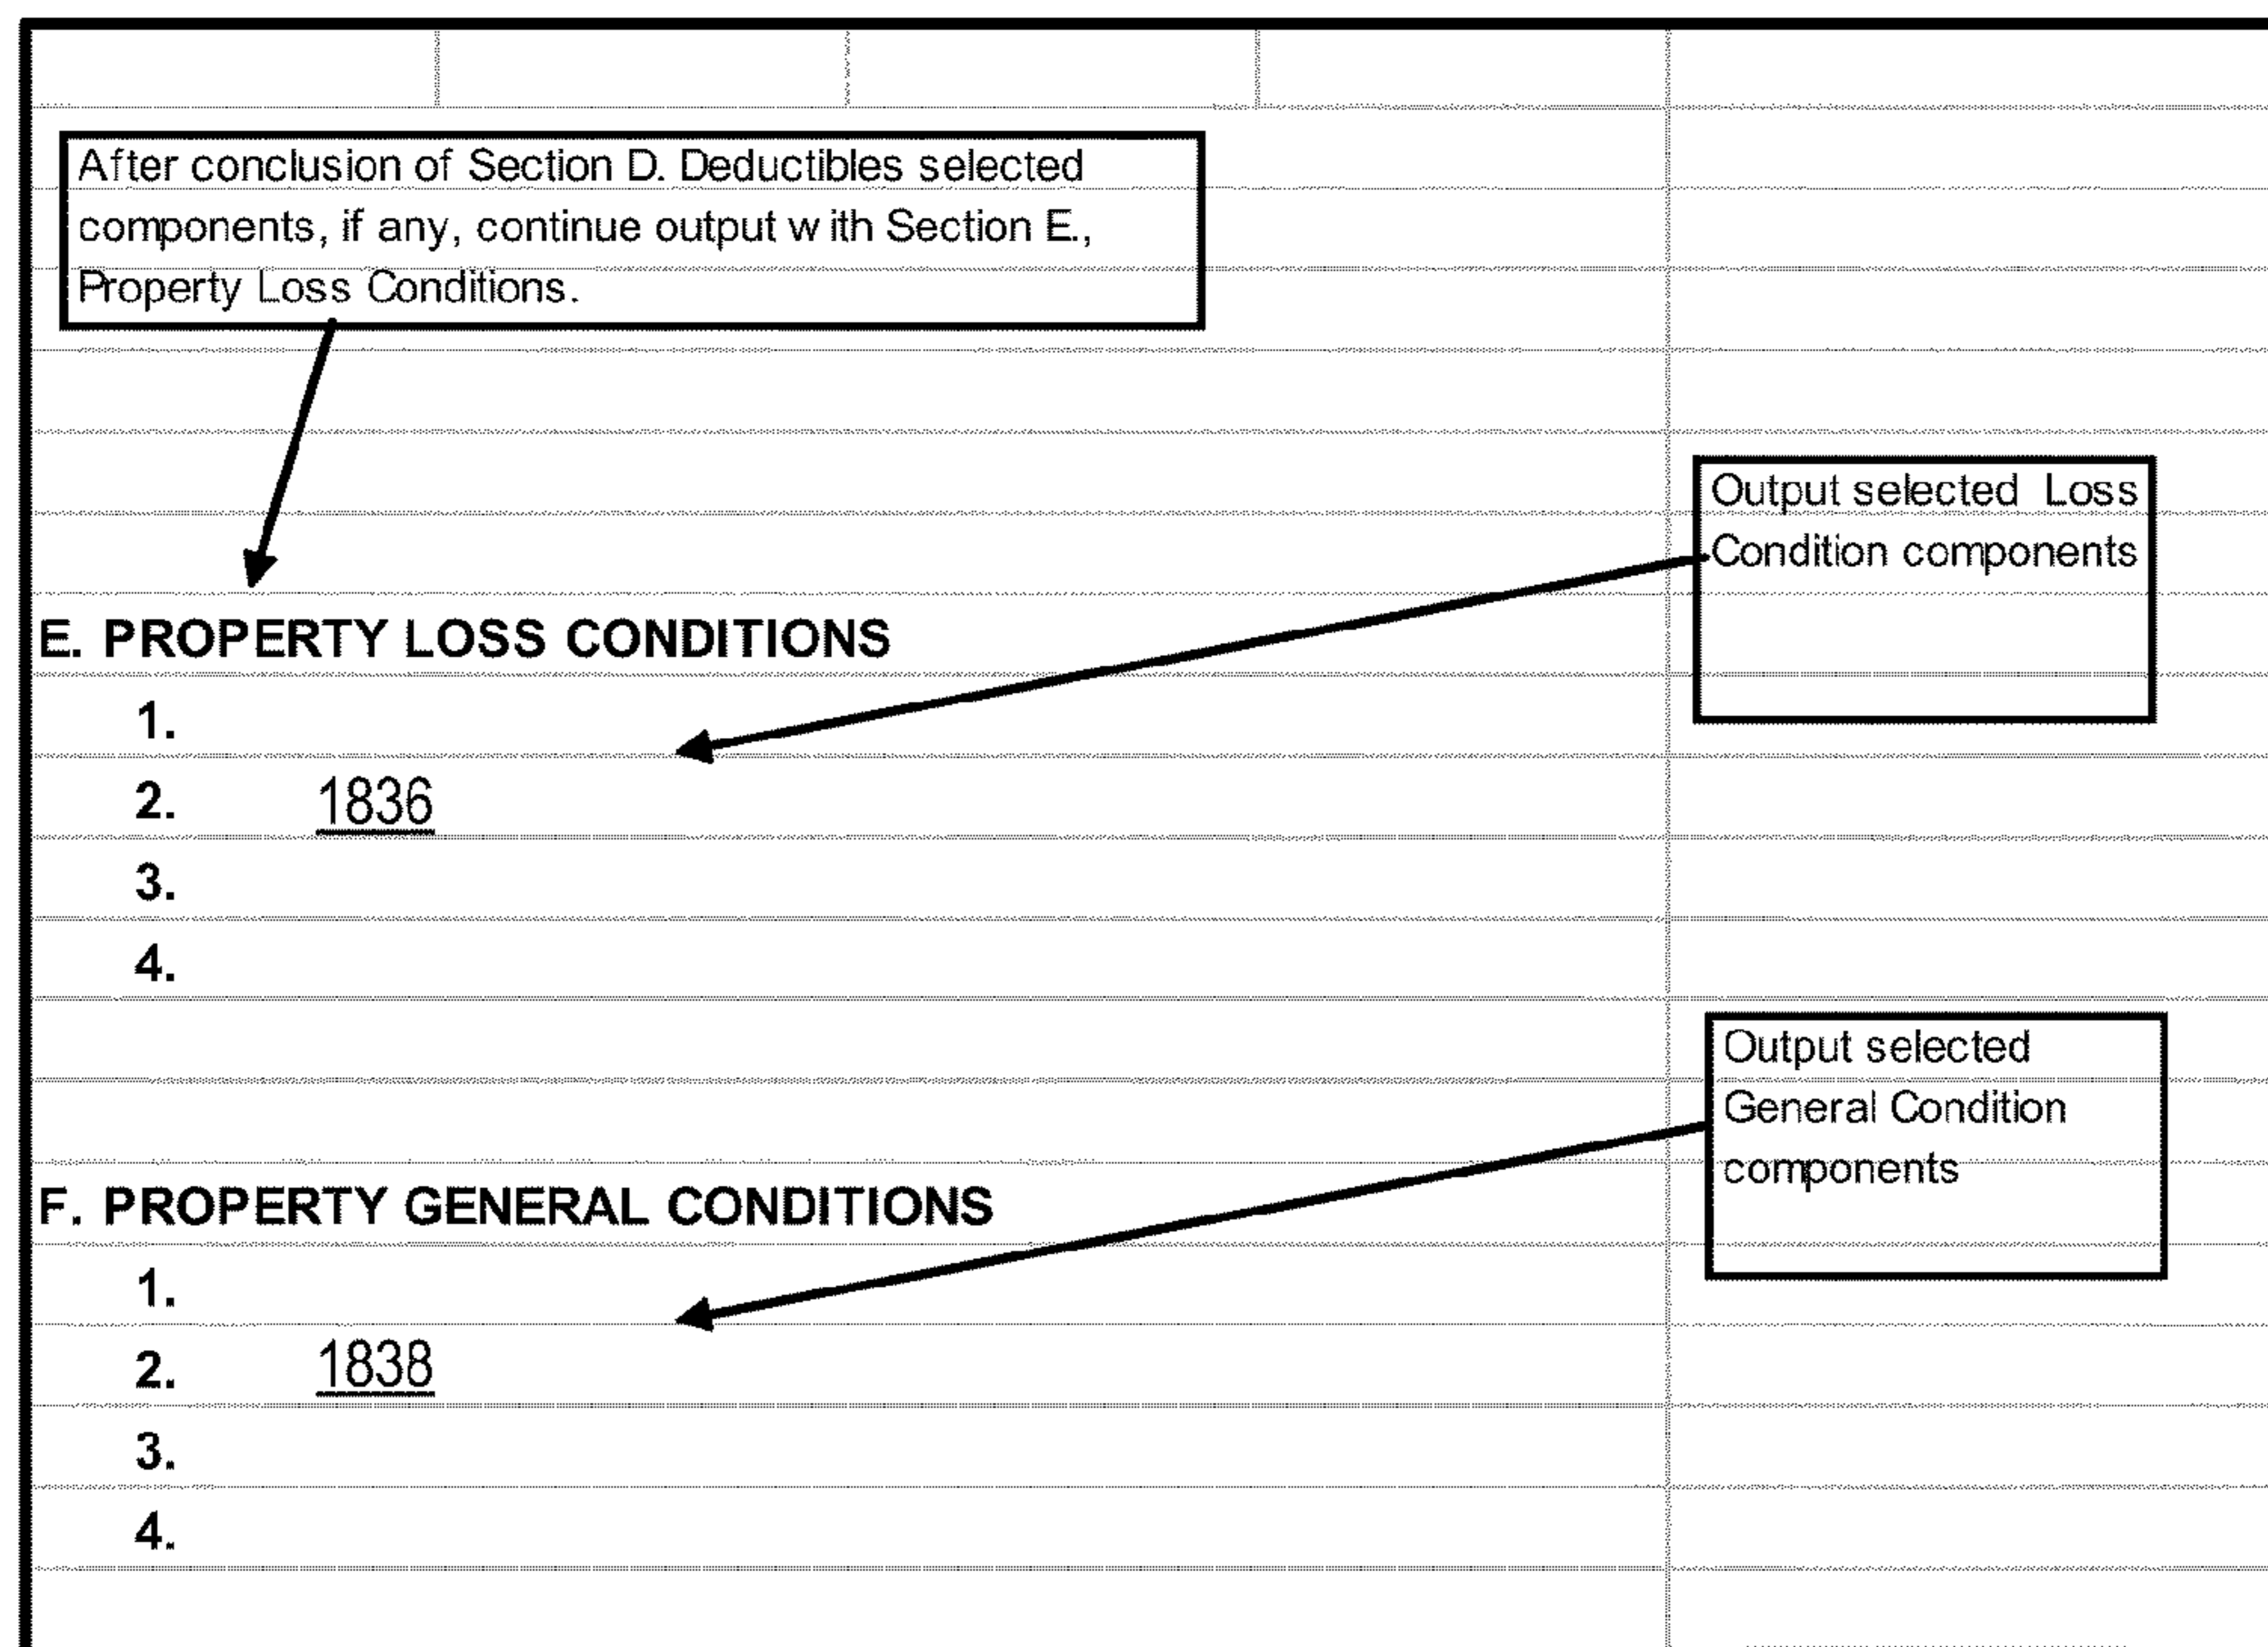 After conclusion of Section D. Deductibles selected
components, if any, continue output with Section E.,
Property Loss Conditions.
Output selected Loss
Condition components
E. PROPERTY LOSS CONDITIONS
1.
2. 1836
3.
4.
Output selected
General Condition
components
F. PROPERTY GENERAL CONDITIONS
1.
2. 1838
3.
4.